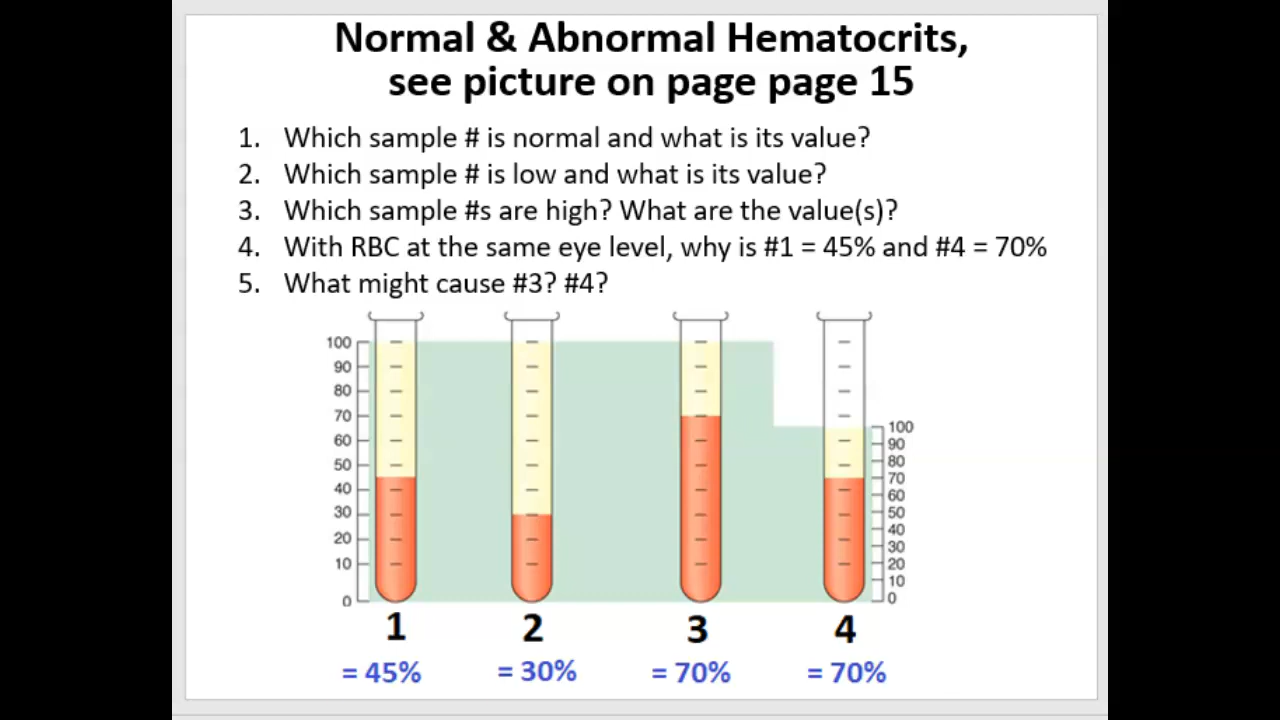 Normal & Abnormal Hematocrits,
see picture on page page 15
1. Which sample # is normal and what is its value?
2. Which sample # is low and what is its value?
3. Which sample #s are high? What are the value(s)?
4. With RBC at the same eye level, why is #1 = 45% and #4 = 70%
5. What might cause #3? #4?
100
90
80
70
60
50
40
30
20
10
0
100
90
80
70
60
50
40
30
20
10
0
1 2 3 4
= 45% = 30% = 70% = 70%